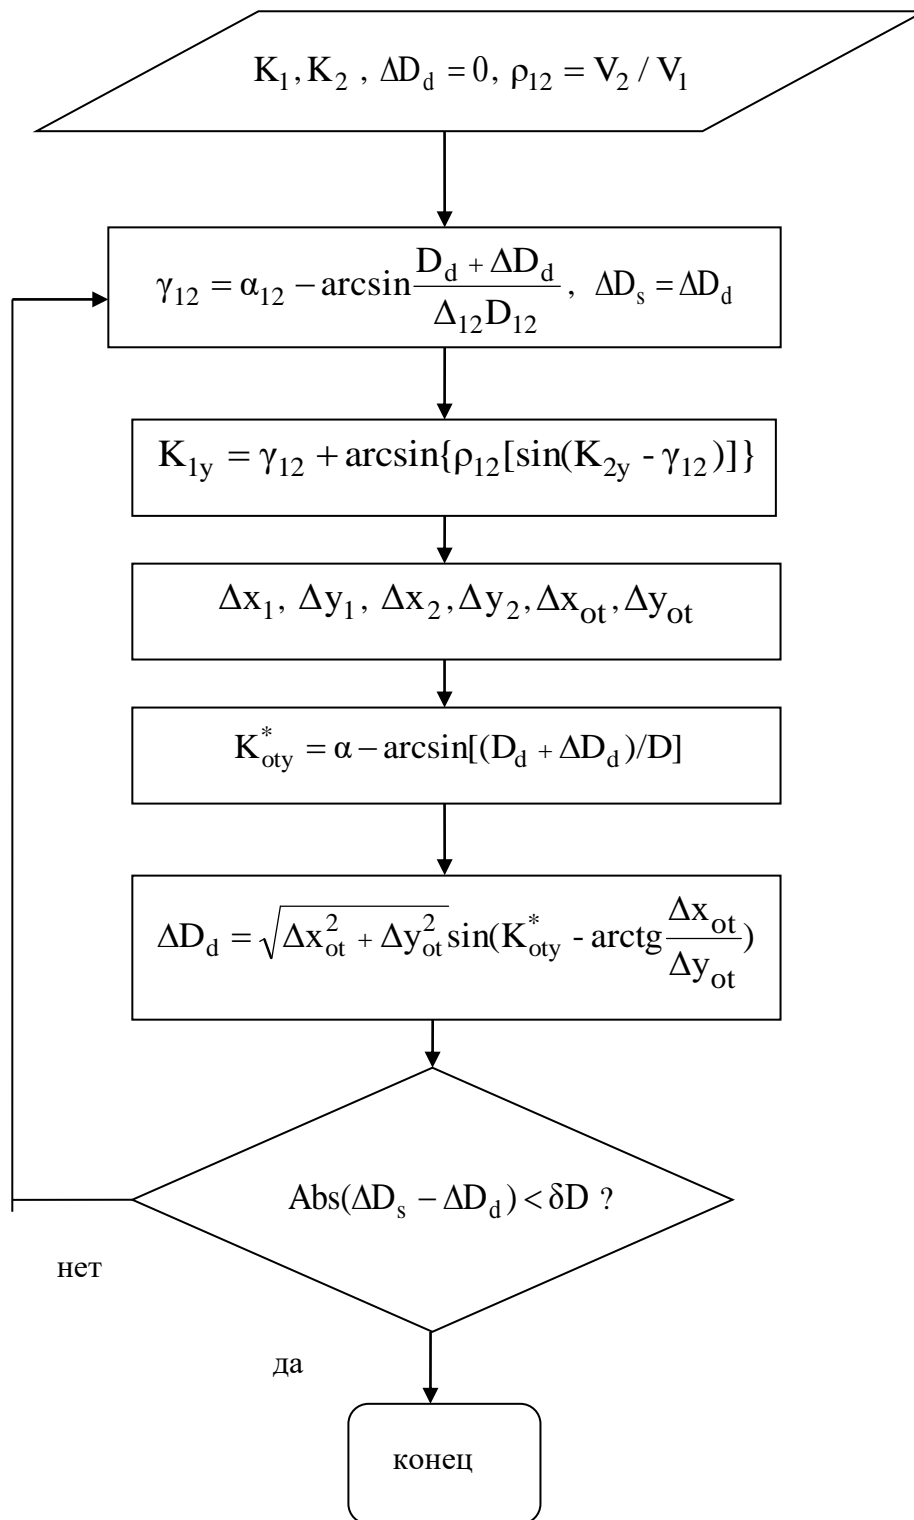 K₁, K₂ , ΔD_d = 0, ρ₁₂ = V₂ / V₁
γ₁₂ = α₁₂ − arcsin (D_d + ΔD_d)/(Δ₁₂D₁₂) , ΔD_s = ΔD_d
K_1y = γ₁₂ + arcsin{ρ₁₂[sin(K_2y - γ₁₂)]}
Δx₁, Δy₁, Δx₂, Δy₂, Δx_ot, Δy_ot
K*_oty = α − arcsin[(D_d + ΔD_d)/D]
ΔD_d = √(Δx²_ot + Δy²_ot) sin(K*_oty - arctg Δx_ot/Δy_ot)
Abs(ΔD_s − ΔD_d) < δD ?
нет
да
конец